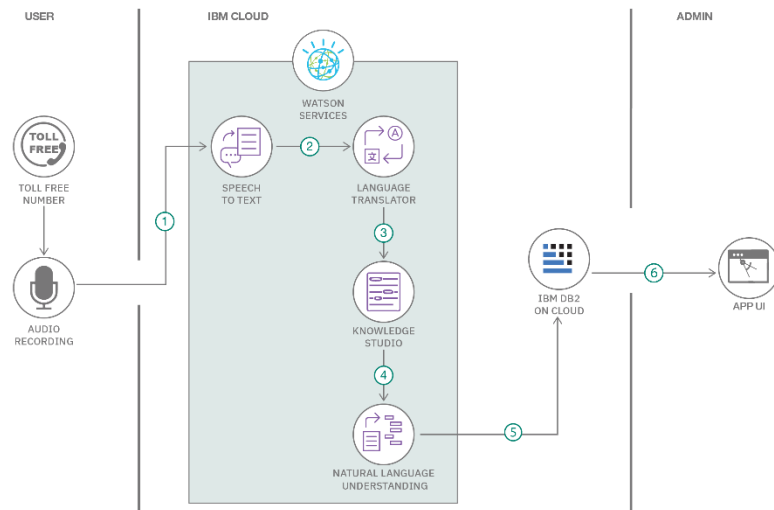 USER
IBM CLOUD
ADMIN
WATSON
SERVICES
TOLL
FREE
TOLL FREE
NUMBER
SPEECH
TO TEXT
2
A
文
LANGUAGE
TRANSLATOR
1
3
AUDIO
RECORDING
KNOWLEDGE
STUDIO
IBM DB2
ON CLOUD
6
APP UI
4
NATURAL LANGUAGE
UNDERSTANDING
5